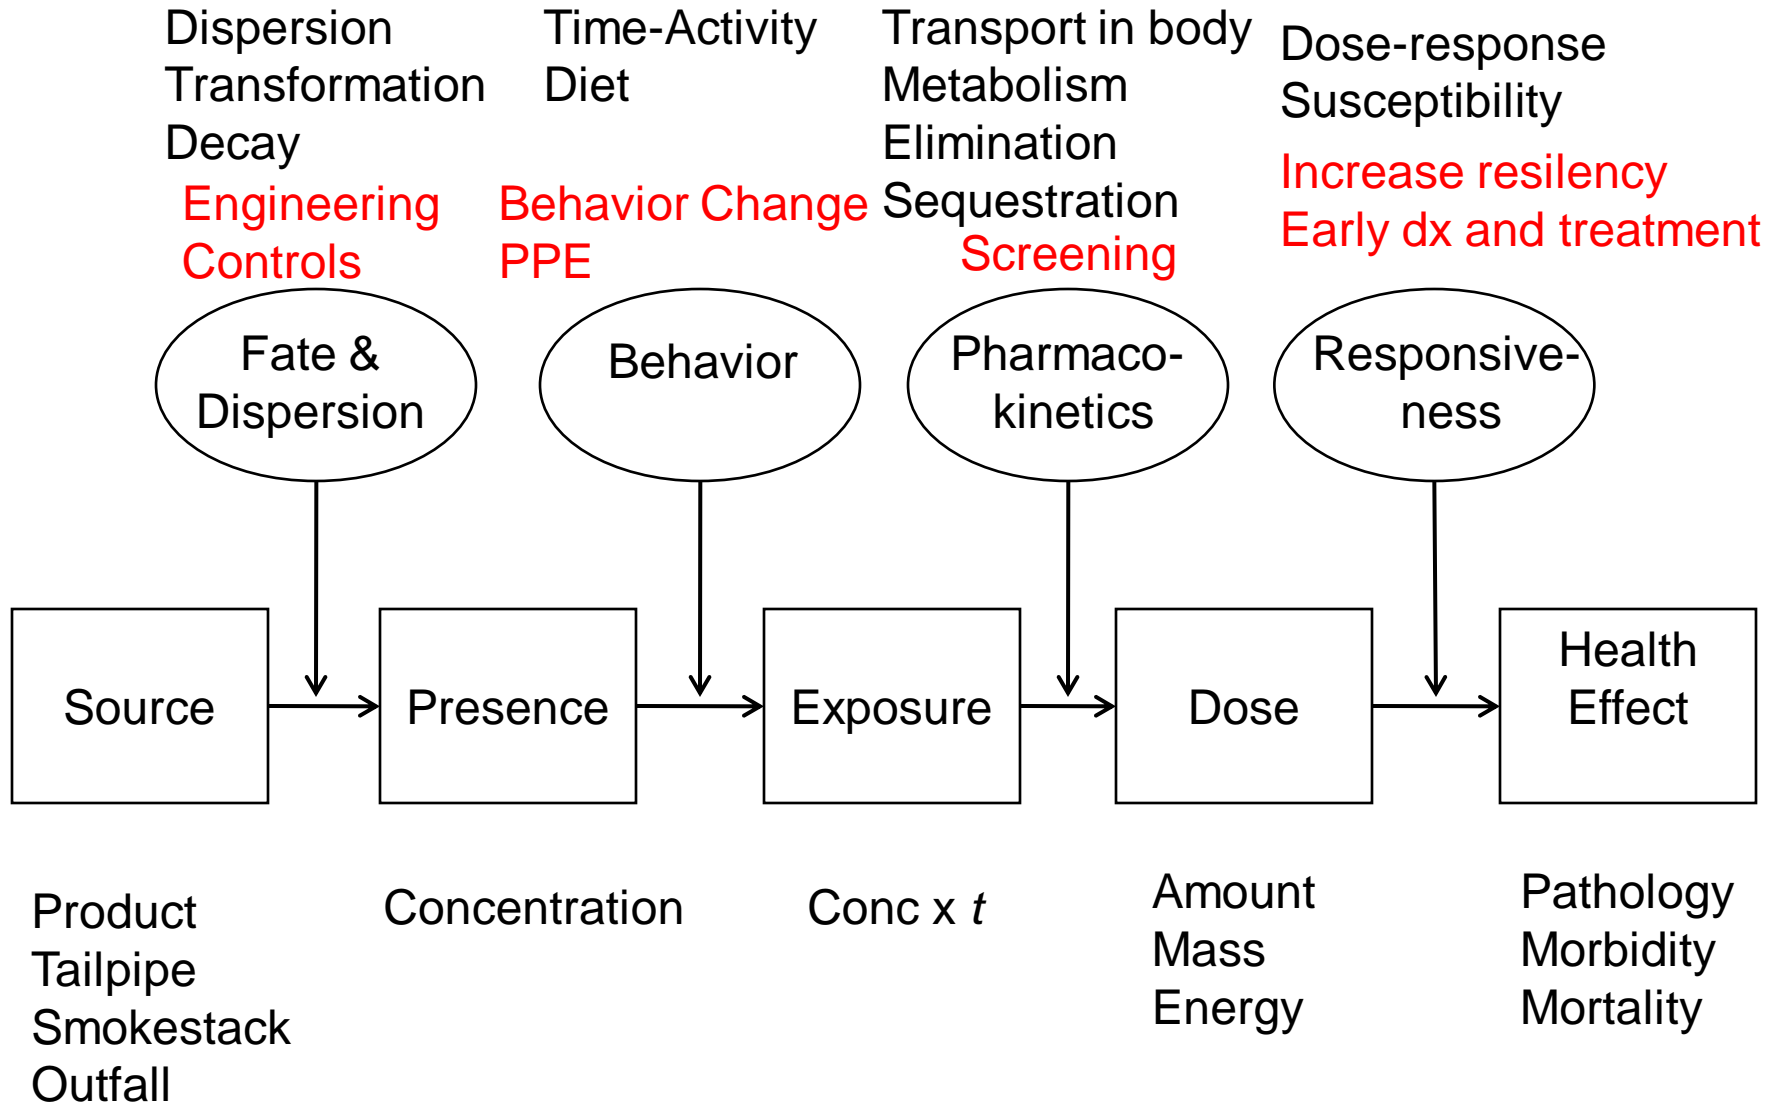 Dispersion
Transformation
Decay
Engineering
Controls
Time-Activity
Diet
Behavior Change
PPE
Transport in body
Metabolism
Elimination
Sequestration
Screening
Dose-response
Susceptibility
Increase resilency
Early dx and treatment
Fate &
Dispersion
Behavior
Pharmaco-
kinetics
Responsive-
ness
Source
Presence
Exposure
Dose
Health
Effect
Product
Tailpipe
Smokestack
Outfall
Concentration
Conc x t
Amount
Mass
Energy
Pathology
Morbidity
Mortality